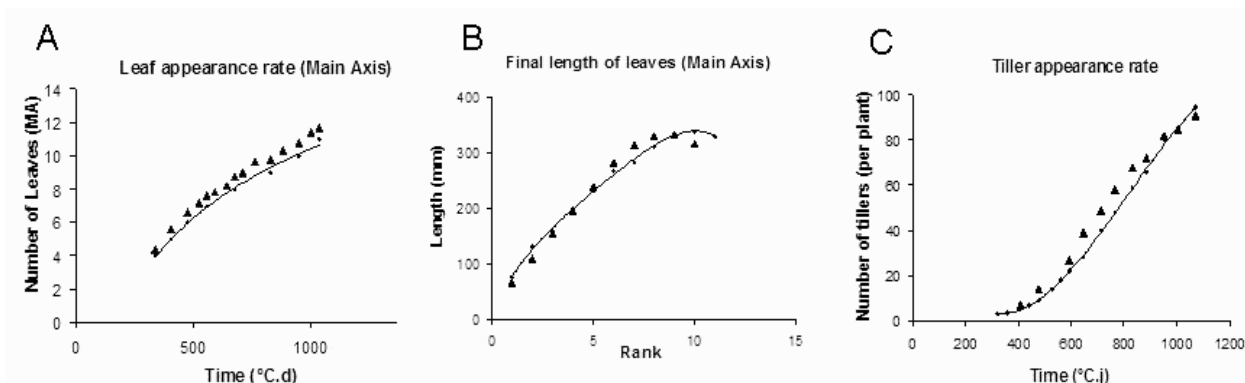 A
Leaf appearance rate (Main Axis)
Number of Leaves (MA)
14
12
10
8
6
4
2
0
0 500 1000
Time (°C.d)
B
Final length of leaves (Main Axis)
Length (mm)
400
300
200
100
0
0 5 10 15
Rank
C
Tiller appearance rate
Number of tillers (per plant)
100
80
60
40
20
0
0 200 400 600 800 1000 1200
Time (°C.j)